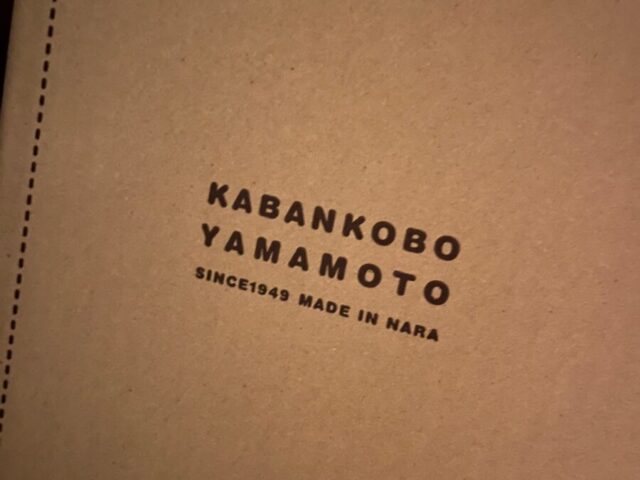 KABANKOBO
YAMAMOTO
SINCE1949 MADE IN NARA